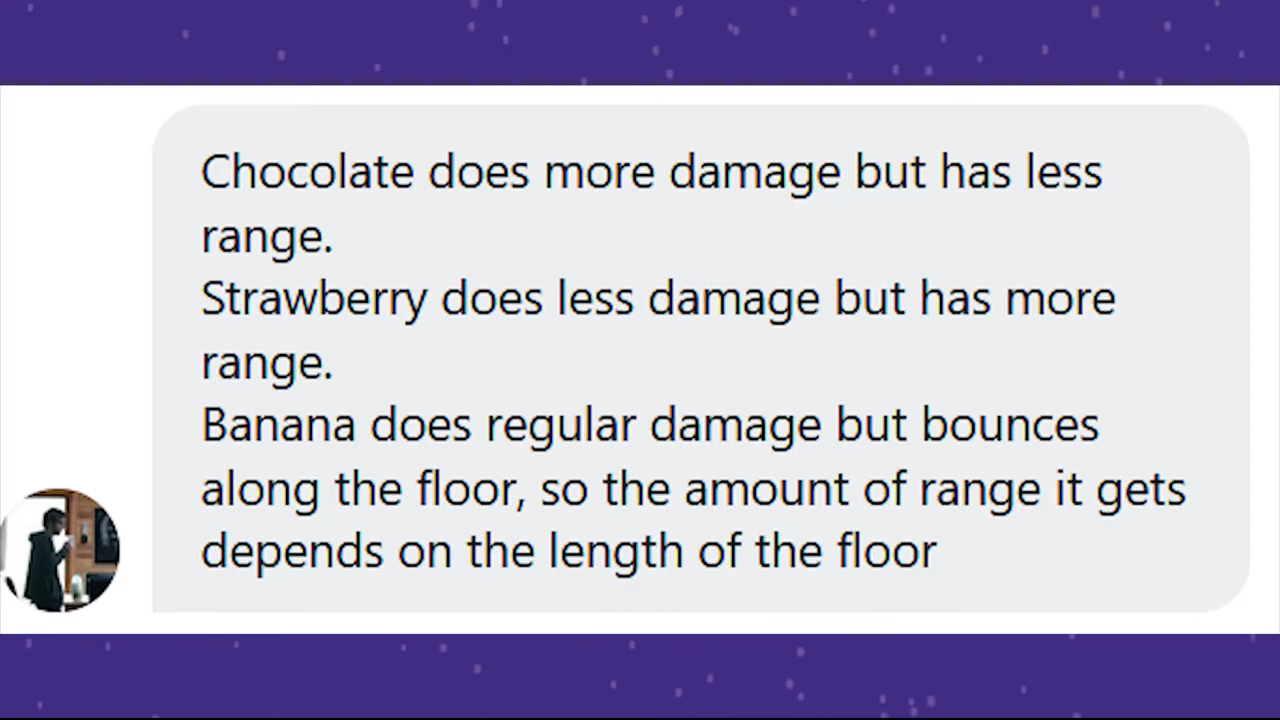 Chocolate does more damage but has less
range.
Strawberry does less damage but has more
range.
Banana does regular damage but bounces
along the floor, so the amount of range it gets
depends on the length of the floor